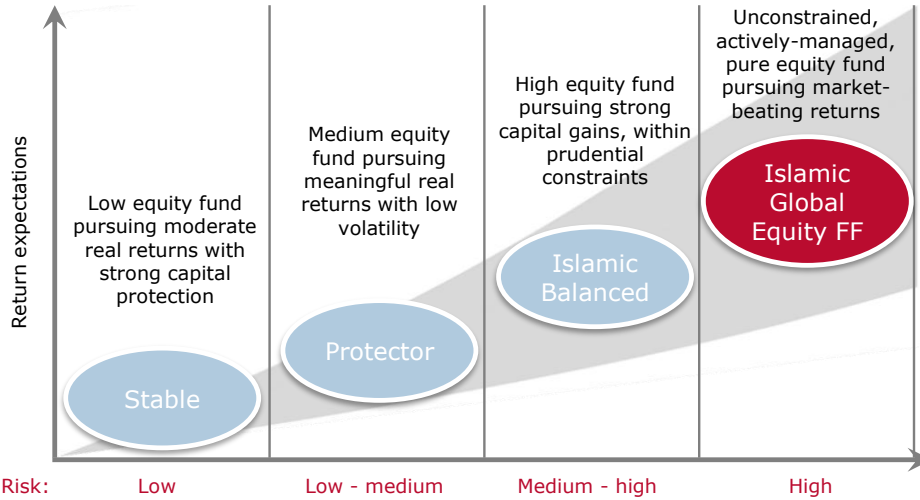 Return expectations
Low equity fund
pursuing moderate
real returns with
strong capital
protection
Stable
Medium equity
fund pursuing
meaningful real
returns with low
volatility
Protector
High equity fund
pursuing strong
capital gains, within
prudential
constraints
Islamic
Balanced
Unconstrained,
actively-managed,
pure equity fund
pursuing market-
beating returns
Islamic
Global
Equity FF
Risk:
Low
Low - medium
Medium - high
High